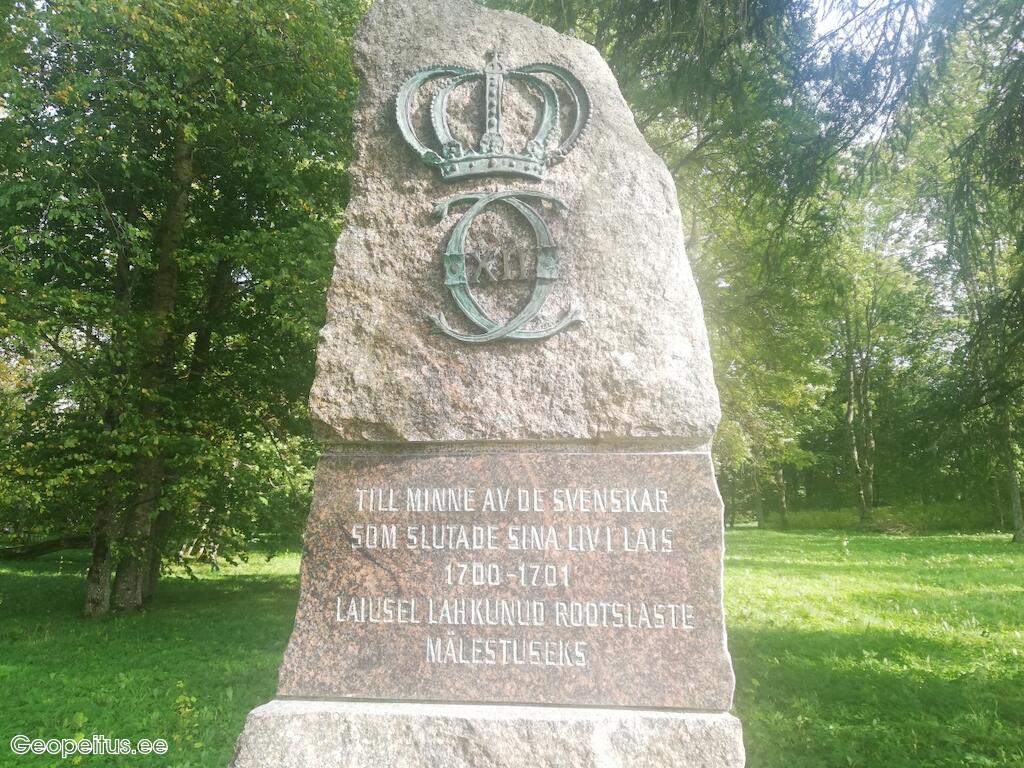 XII
TILL MINNE AV DE SVENSKAR
SOM SLUTADE SINA LIV I LAIS
1700-1701
LAIUSEL LAHKUNUD ROOTSLASTE
MÄLESTUSEKS
Geopeitus.ee